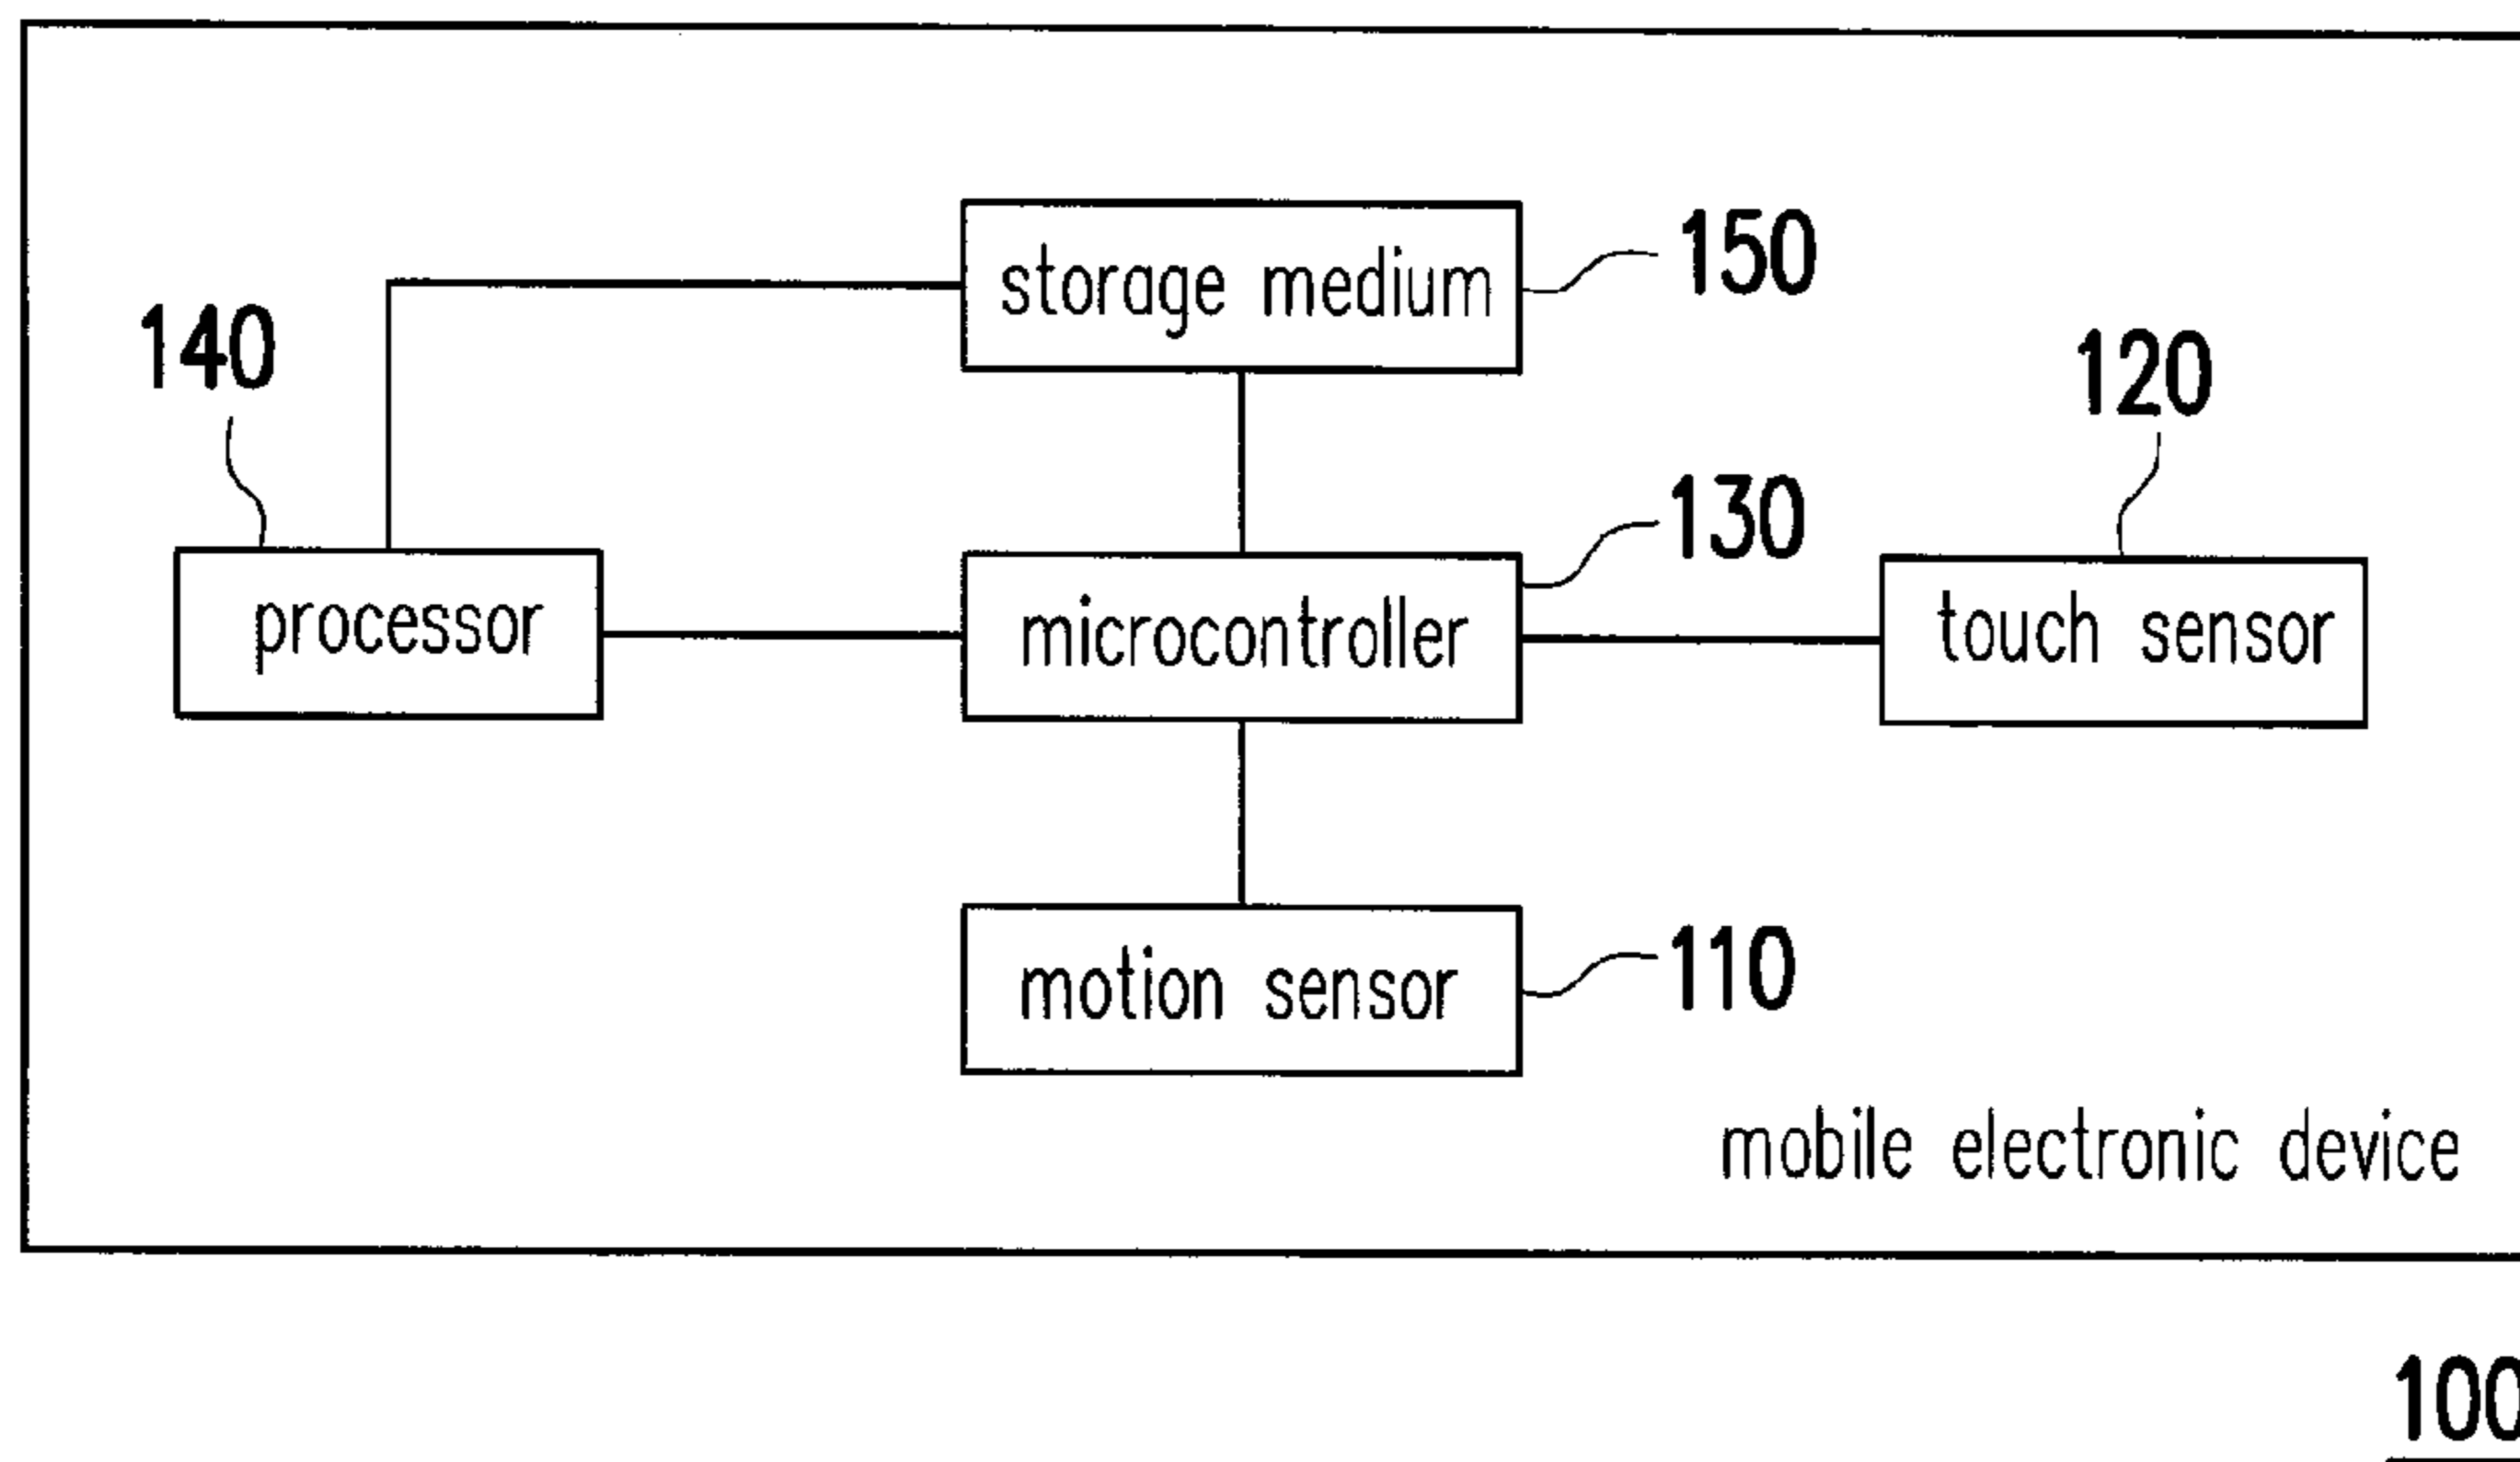 storage medium
150
140
120
130
processor
microcontroller
touch sensor
motion sensor
110
mobile electronic device
100